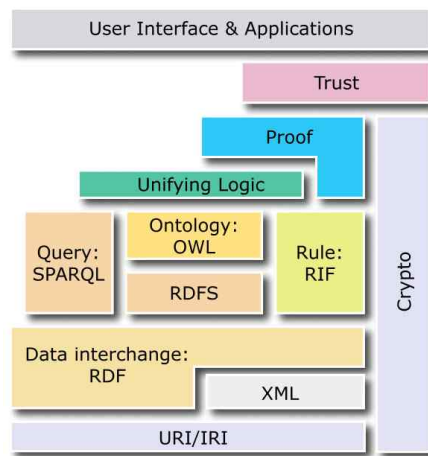 User Interface & Applications
Trust
Proof
Unifying Logic
Query:
SPARQL
Ontology:
OWL
RDFS
Rule:
RIF
Crypto
Data interchange:
RDF
XML
URI/IRI